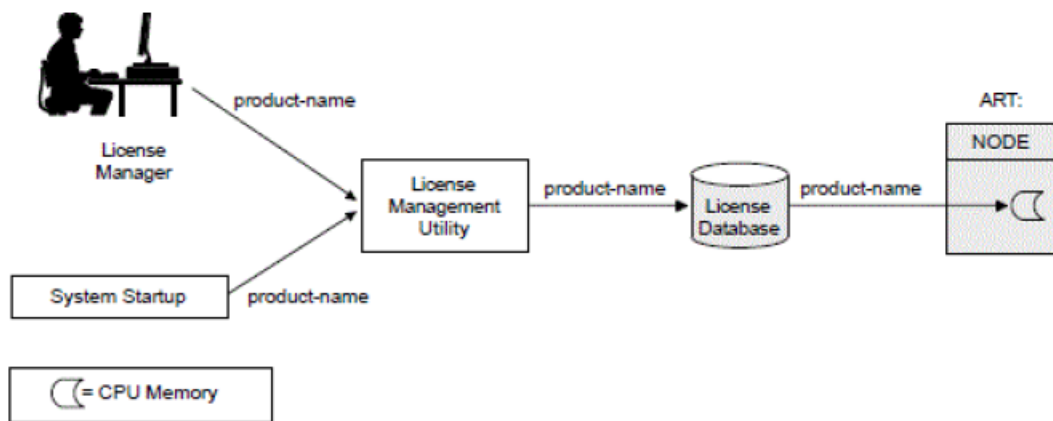 product-name
ART:
License
Manager
NODE
License
Management
Utility
product-name
License
Database
product-name
System Startup
product-name
= CPU Memory